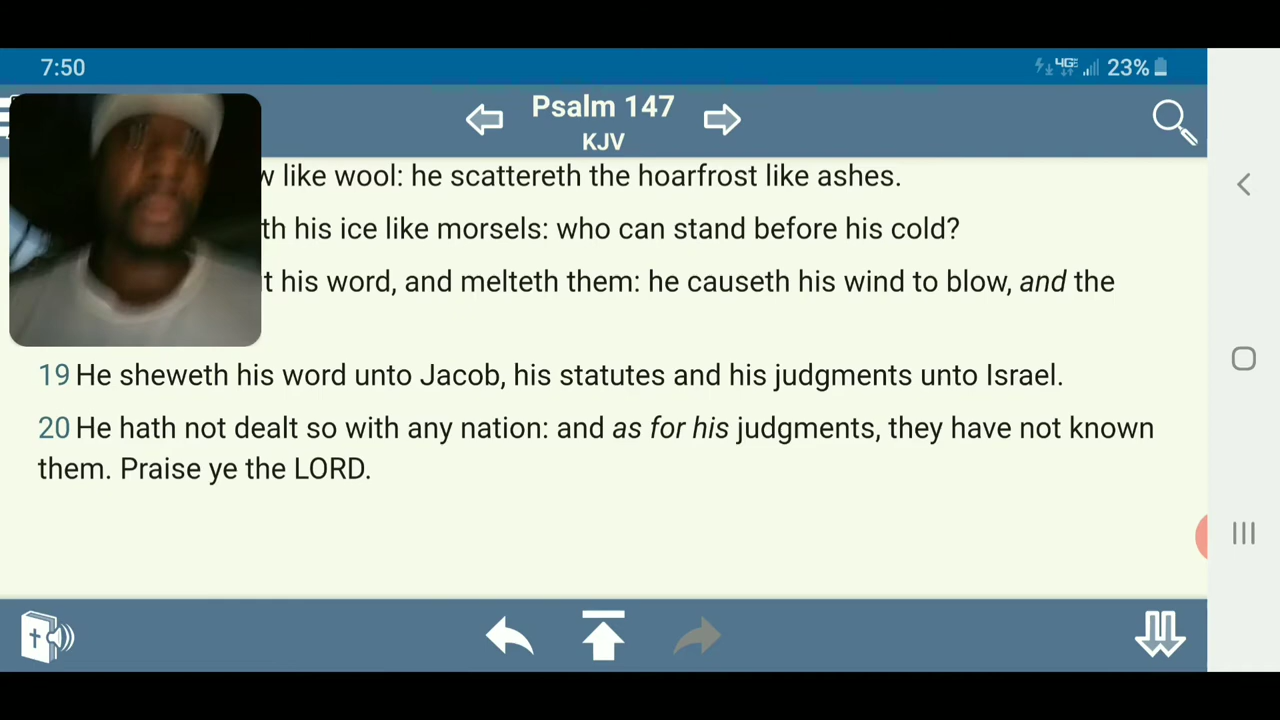 7:50
4GE 23%
Psalm 147
KJV
like wool: he scattereth the hoarfrost like ashes.
his ice like morsels: who can stand before his cold?
his word, and melteth them: he causeth his wind to blow, and the
19 He sheweth his word unto Jacob, his statutes and his judgments unto Israel.
20 He hath not dealt so with any nation: and as for his judgments, they have not known
them. Praise ye the LORD.